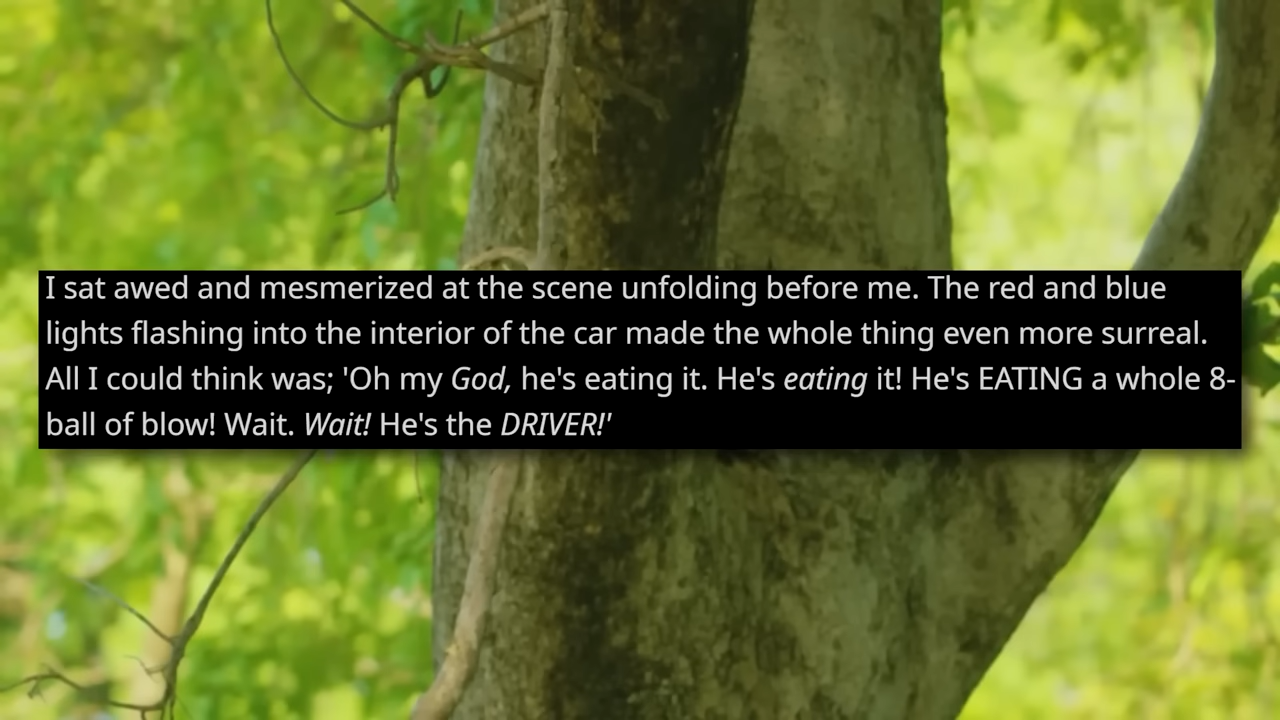 I sat awed and mesmerized at the scene unfolding before me. The red and blue
lights flashing into the interior of the car made the whole thing even more surreal.
All I could think was; 'Oh my God, he's eating it. He's eating it! He's EATING a whole 8-
ball of blow! Wait. Wait! He's the DRIVER!'